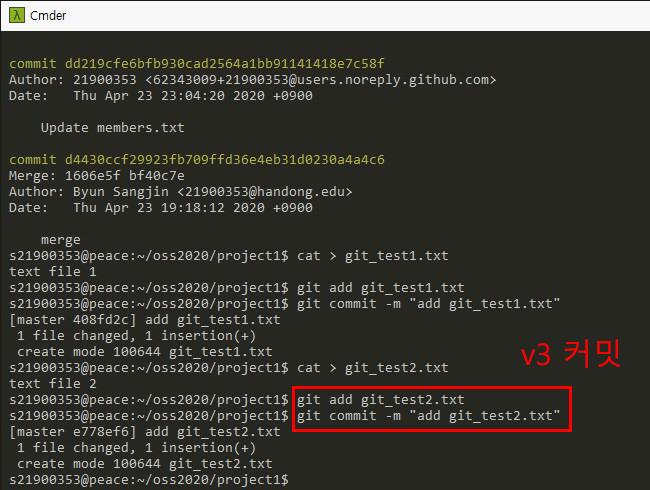 λ Cmder
commit dd219cfe6bfb930cad2564a1bb91141418e7c58f
Author: 21900353 <62343009+21900353@users.noreply.github.com>
Date:   Thu Apr 23 23:04:20 2020 +0900
Update members.txt
commit d4430ccf29923fb709ffd36e4eb31d0230a4a4c6
Merge: 1606e5f bf40c7e
Author: Byun Sangjin <21900353@handong.edu>
Date:   Thu Apr 23 19:18:12 2020 +0900
merge
s21900353@peace:~/oss2020/project1$ cat > git_test1.txt
text file 1
s21900353@peace:~/oss2020/project1$ git add git_test1.txt
s21900353@peace:~/oss2020/project1$ git commit -m "add git_test1.txt"
[master 408fd2c] add git_test1.txt
1 file changed, 1 insertion(+)
create mode 100644 git_test1.txt
v3 커밋
s21900353@peace:~/oss2020/project1$ cat > git_test2.txt
text file 2
s21900353@peace:~/oss2020/project1$ git add git_test2.txt
s21900353@peace:~/oss2020/project1$ git commit -m "add git_test2.txt"
[master e778ef6] add git_test2.txt
1 file changed, 1 insertion(+)
create mode 100644 git_test2.txt
s21900353@peace:~/oss2020/project1$